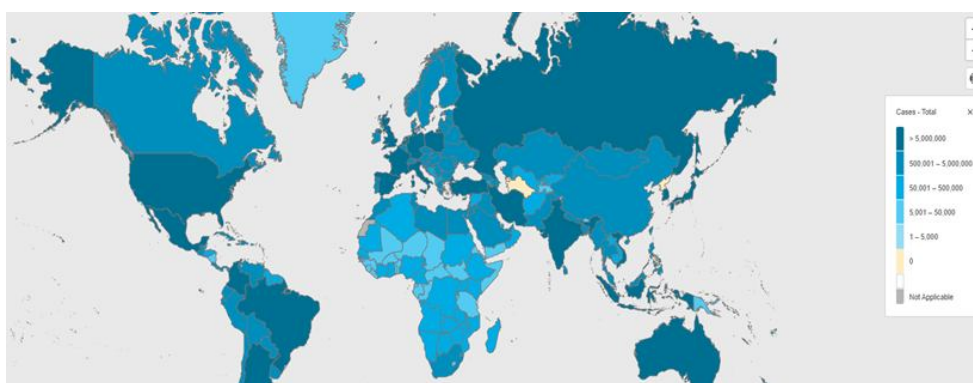 Cases - Total
> 5,000,000
500,001 – 5,000,000
50,001 – 500,000
5,001 – 50,000
1 – 5,000
0
Not Applicable